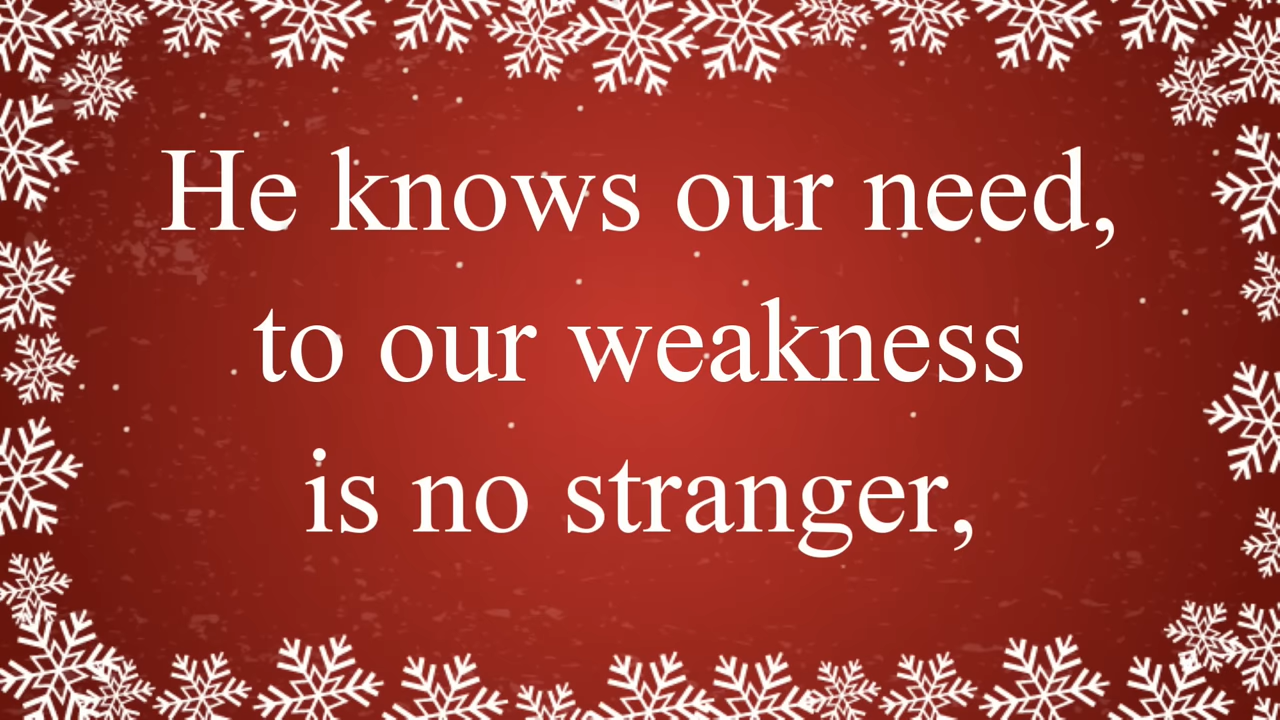 He knows our need,
to our weakness
is no stranger,